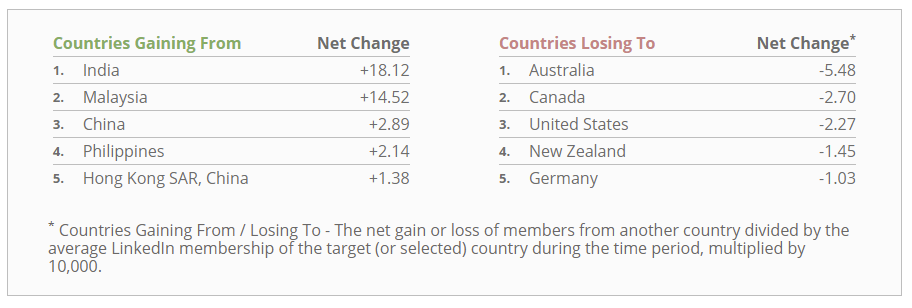 Countries Gaining From Net Change Countries Losing To Net Change*
1. India +18.12 1. Australia -5.48
2. Malaysia +14.52 2. Canada -2.70
3. China +2.89 3. United States -2.27
4. Philippines +2.14 4. New Zealand -1.45
5. Hong Kong SAR, China +1.38 5. Germany -1.03
* Countries Gaining From / Losing To - The net gain or loss of members from another country divided by the
average LinkedIn membership of the target (or selected) country during the time period, multiplied by
10,000.